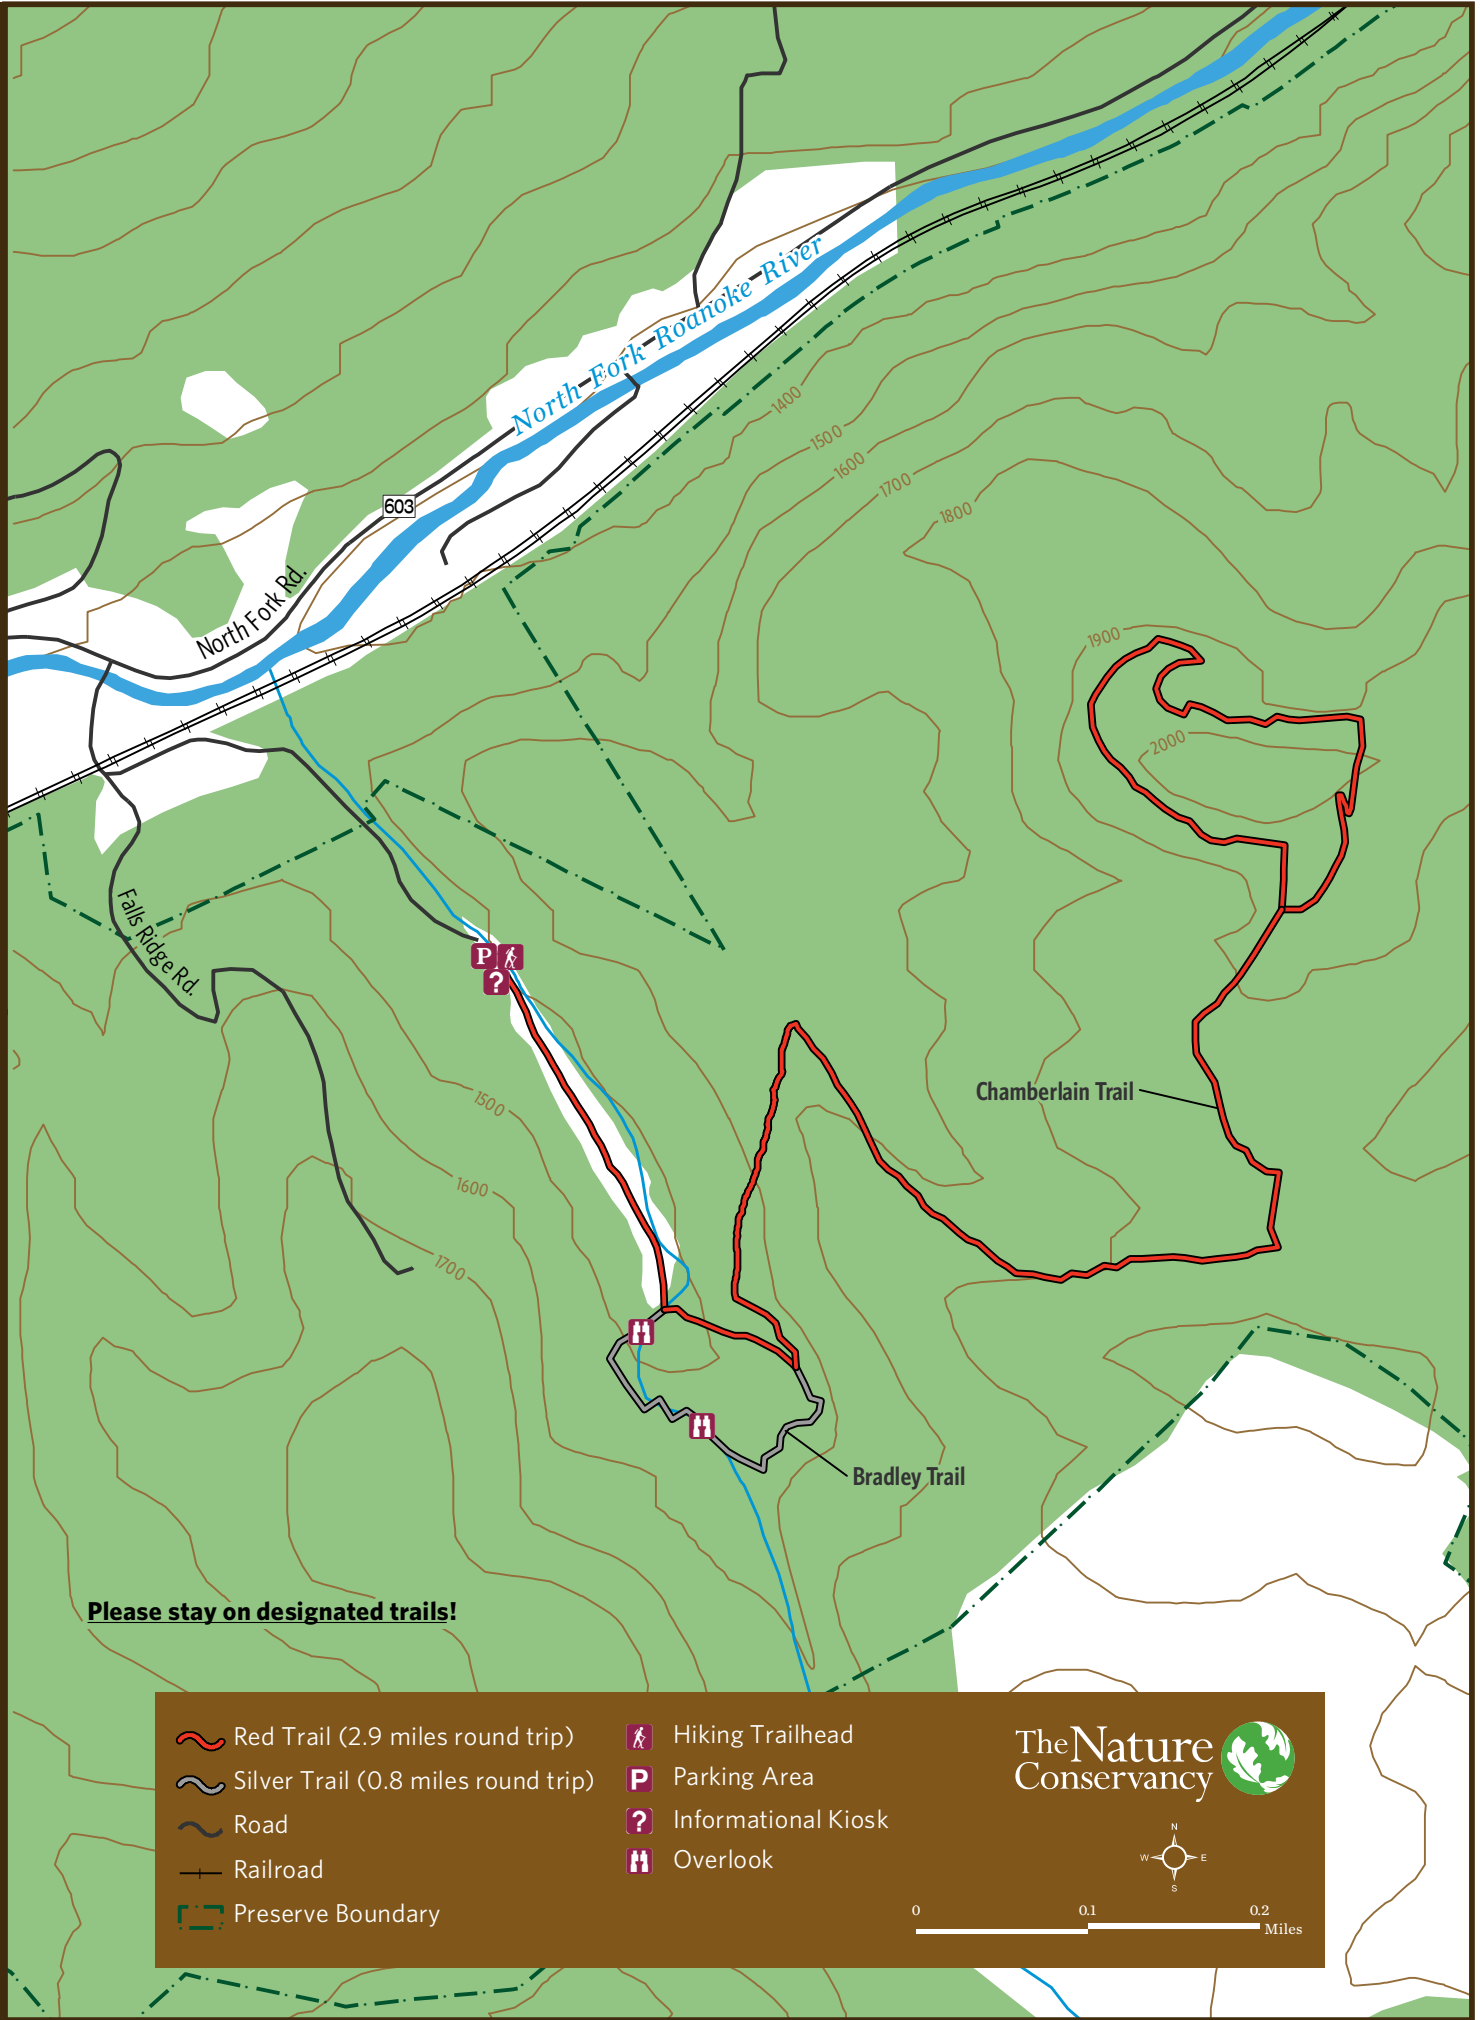 North Fork Roanoke River
1400
1500
1600
1700
1800
603
North Fork Rd.
1900
2000
Falls Ridge Rd.
P
?
Chamberlain Trail
1500
1600
1700
Bradley Trail
Please stay on designated trails!
Red Trail (2.9 miles round trip)
Silver Trail (0.8 miles round trip)
Road
Railroad
Preserve Boundary
Hiking Trailhead
P Parking Area
? Informational Kiosk
Overlook
The Nature
Conservancy
N
W E
S
0 0.1 0.2
Miles